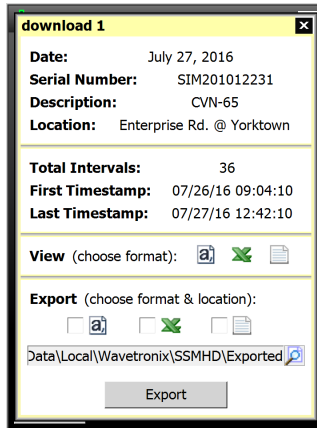 download 1
Date: July 27, 2016
Serial Number: SIM201012231
Description: CVN-65
Location: Enterprise Rd. @ Yorktown
Total Intervals: 36
First Timestamp: 07/26/16 09:04:10
Last Timestamp: 07/27/16 12:42:10
View (choose format): a,
Export (choose format & location):
a,
Data\Local\Wavetronix\SSMHD\Exported
Export